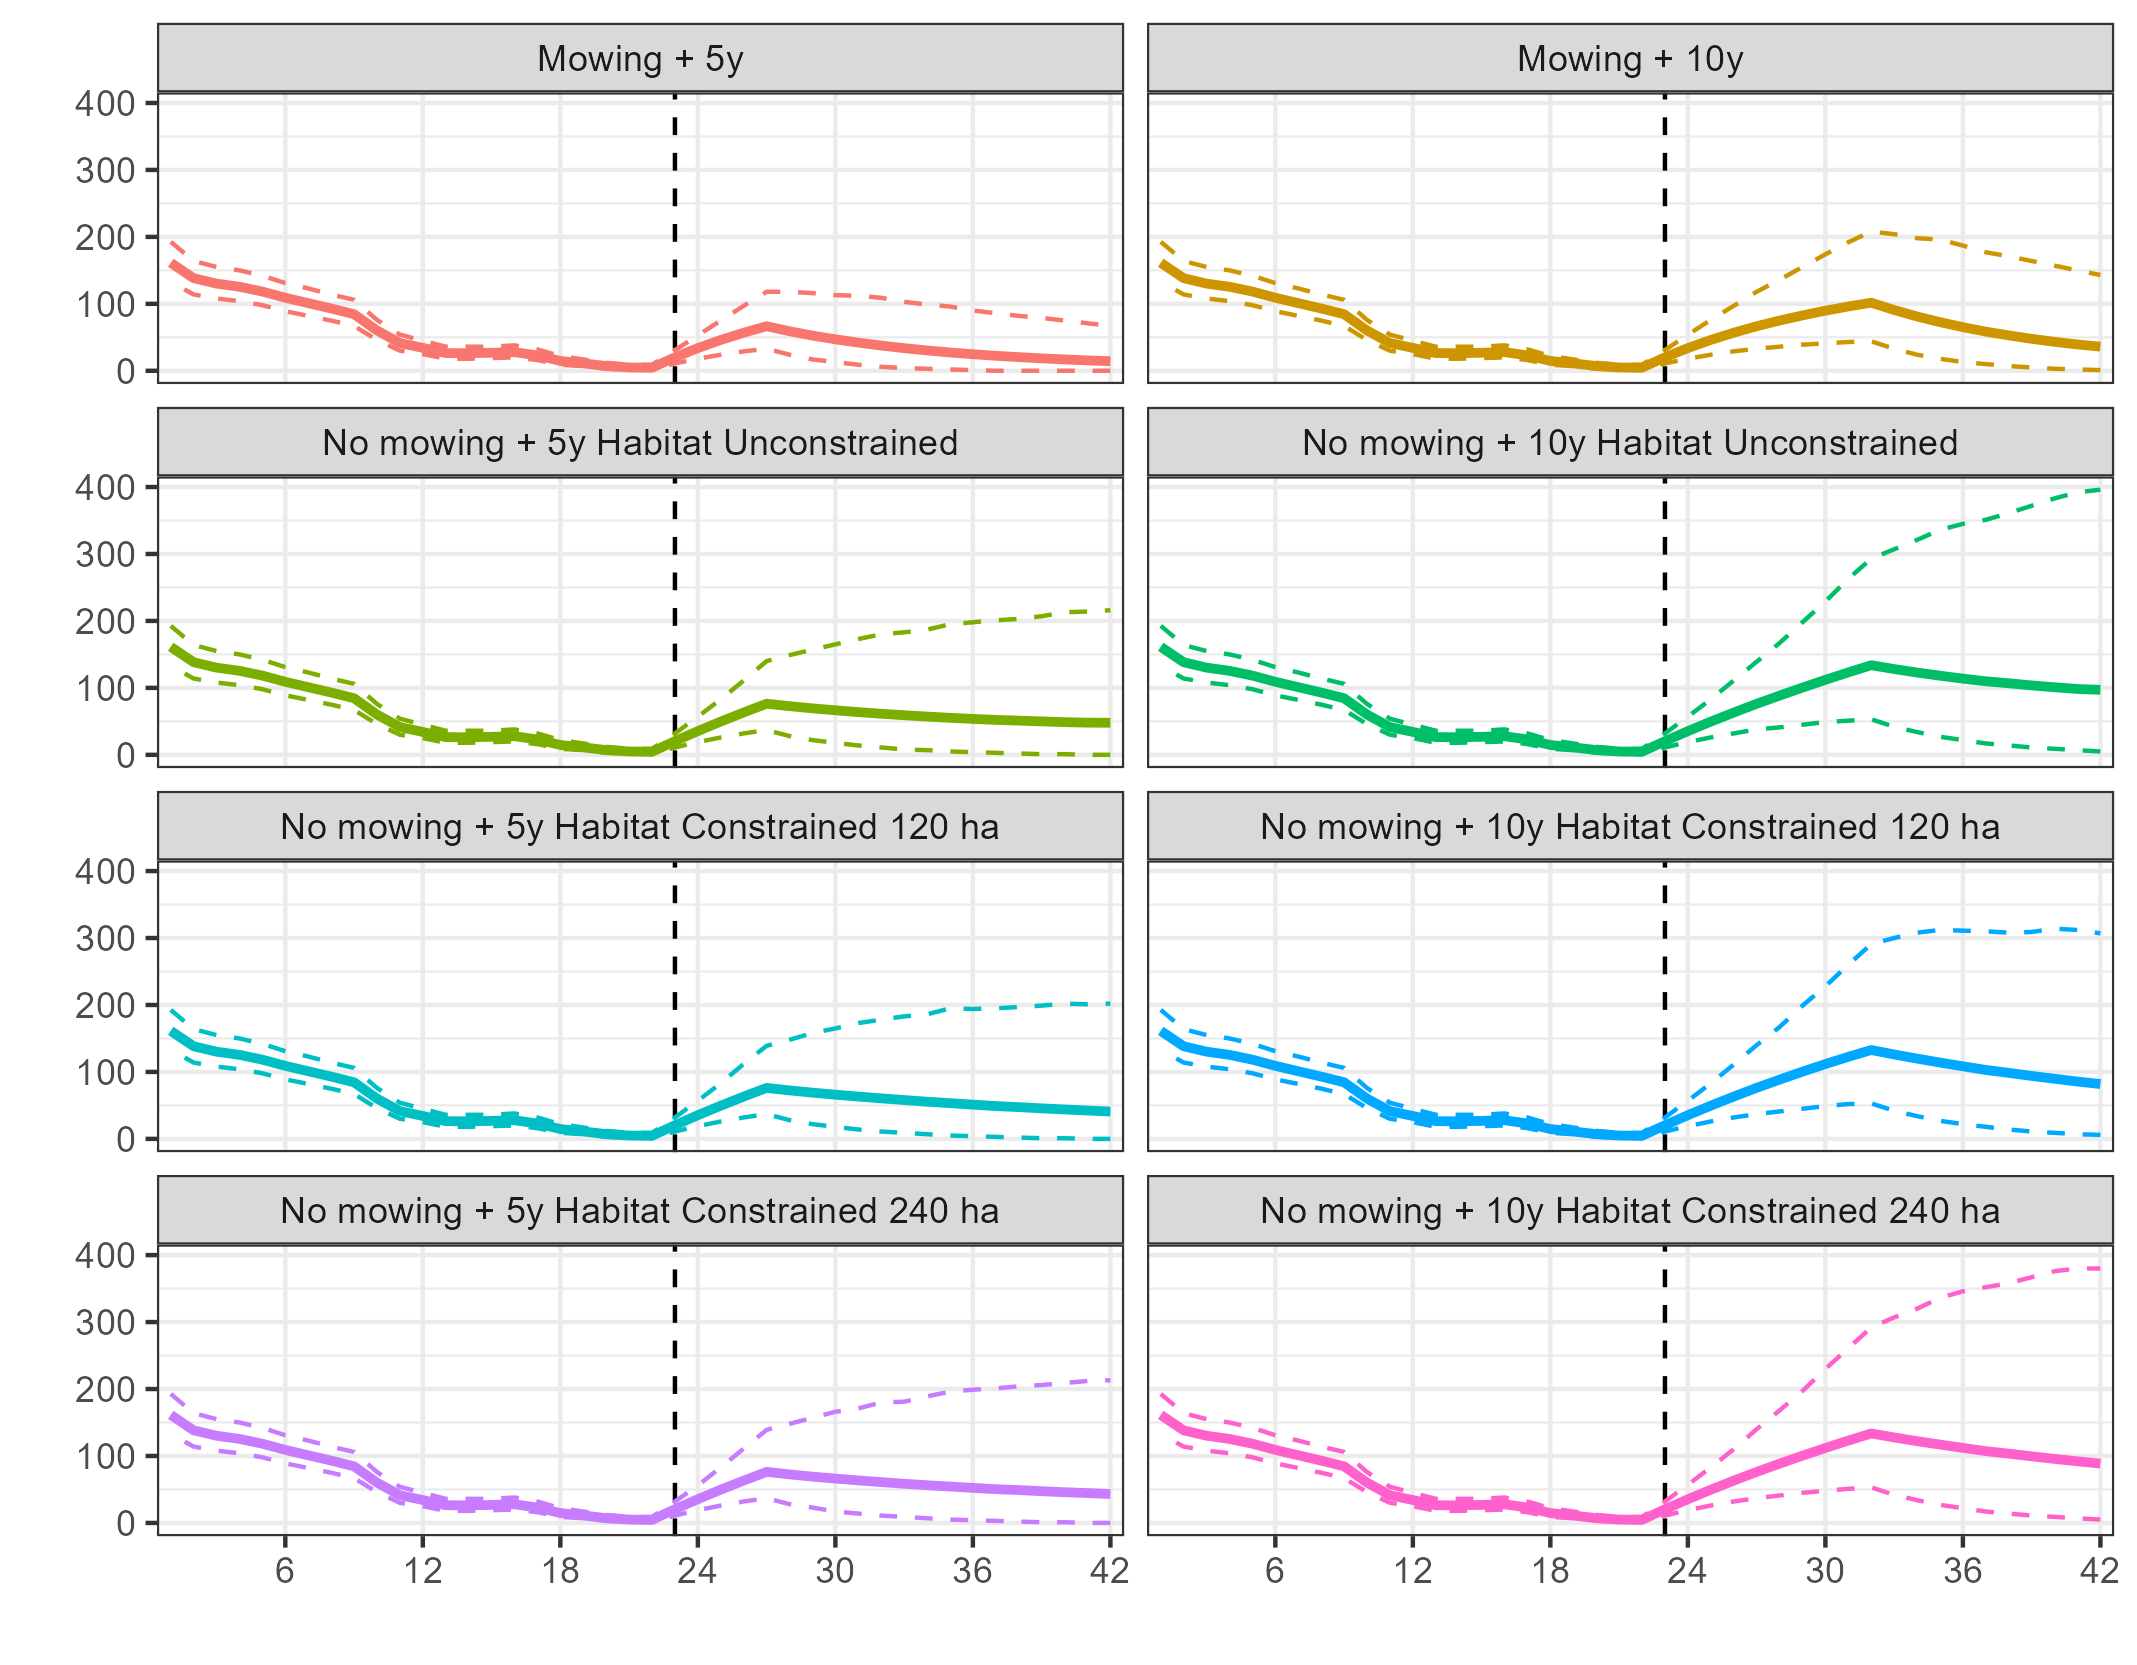 Mowing + 5y
Mowing + 10y
400
300
200
100
0
No mowing + 5y Habitat Unconstrained
No mowing + 10y Habitat Unconstrained
400
300
200
100
0
No mowing + 5y Habitat Constrained 120 ha
No mowing + 10y Habitat Constrained 120 ha
400
300
200
100
0
No mowing + 5y Habitat Constrained 240 ha
No mowing + 10y Habitat Constrained 240 ha
400
300
200
100
0
6 12 18 24 30 36 42
6 12 18 24 30 36 42